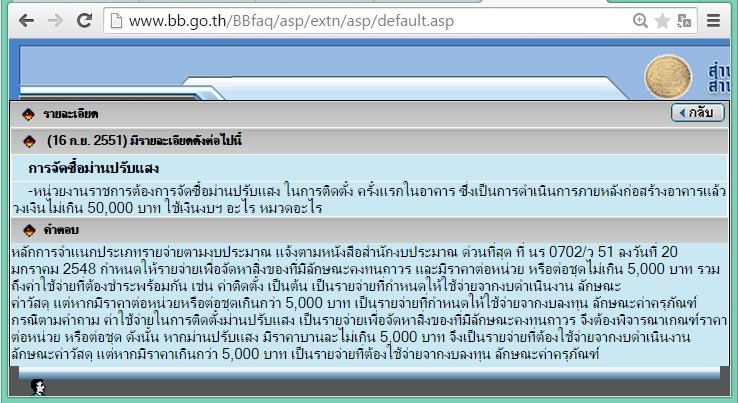 www.bb.go.th/BBfaq/asp/extn/asp/default.asp
รายละเอียด
กลับ
(16 ก.ย. 2551) มีรายละเอียดดังต่อไปนี้
การจัดซื้อม่านปรับแสง
-หน่วยงานราชการต้องการจัดซื้อม่านปรับแสง ในการติดตั้ง ครั้งแรกในอาคาร ซึ่งเป็นการดำเนินการภายหลังก่อสร้างอาคารแล้ว
วงเงินไม่เกิน 50,000 บาท ใช้เงินงบฯ อะไร หมวดอะไร
คำตอบ
หลักการจำแนกประเภทรายจ่ายตามงบประมาณ แจ้งตามหนังสือสำนักงบประมาณ ด่วนที่สุด ที่ นร 0702/ว 51 ลงวันที่ 20
มกราคม 2548 กำหนดให้รายจ่ายเพื่อจัดหาสิ่งของที่มีลักษณะคงทนถาวร และมีราคาต่อหน่วย หรือต่อชุดไม่เกิน 5,000 บาท รวม
ถึงค่าใช้จ่ายที่ต้องชำระพร้อมกัน เช่น ค่าติดตั้ง เป็นต้น เป็นรายจ่ายที่กำหนดให้ใช้จ่ายจากงบดำเนินงาน ลักษณะ
ค่าวัสดุ แต่หากมีราคาต่อหน่วยหรือต่อชุดเกินกว่า 5,000 บาท เป็นรายจ่ายที่กำหนดให้ใช้จ่ายจากงบลงทุน ลักษณะค่าครุภัณฑ์
กรณีตามคำถาม ค่าใช้จ่ายในการติดตั้งม่านปรับแสง เป็นรายจ่ายเพื่อจัดหาสิ่งของที่มีลักษณะคงทนถาวร จึงต้องพิจารณาเกณฑ์ราคา
ต่อหน่วย หรือต่อชุด ดังนั้น หากม่านปรับแสง มีราคาบานละไม่เกิน 5,000 บาท จึงเป็นรายจ่ายที่ต้องใช้จ่ายจากงบดำเนินงาน
ลักษณะค่าวัสดุ แต่หากมีราคาเกินกว่า 5,000 บาท เป็นรายจ่ายที่ต้องใช้จ่ายจากงบลงทุน ลักษณะค่าครุภัณฑ์